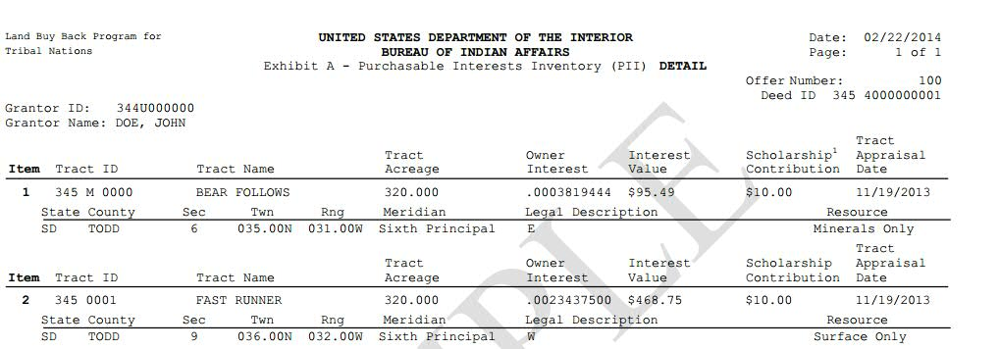 Land Buy Back Program for UNITED STATES DEPARTMENT OF THE INTERIOR Date: 02/22/2014
Tribal Nations BUREAU OF INDIAN AFFAIRS Page: 1 of 1
Exhibit A - Purchasable Interests Inventory (PII) DETAIL
Offer Number: 100
Deed ID 345 4000000001
Grantor ID: 344U000000
Grantor Name: DOE, JOHN
Tract
Tract Owner Interest Scholarship¹ Appraisal
Item Tract ID Tract Name Acreage Interest Value Contribution Date
1 345 M 0000 BEAR FOLLOWS 320.000 .0003819444 $95.49 $10.00 11/19/2013
State County Sec Twn Rng Meridian Legal Description Resource
SD TODD 6 035.00N 031.00W Sixth Principal E Minerals Only
Tract
Tract Owner Interest Scholarship Appraisal
Item Tract ID Tract Name Acreage Interest Value Contribution Date
2 345 0001 FAST RUNNER 320.000 .0023437500 $468.75 $10.00 11/19/2013
State County Sec Twn Rng Meridian Legal Description Resource
SD TODD 9 036.00N 032.00W Sixth Principal W Surface Only
PLE